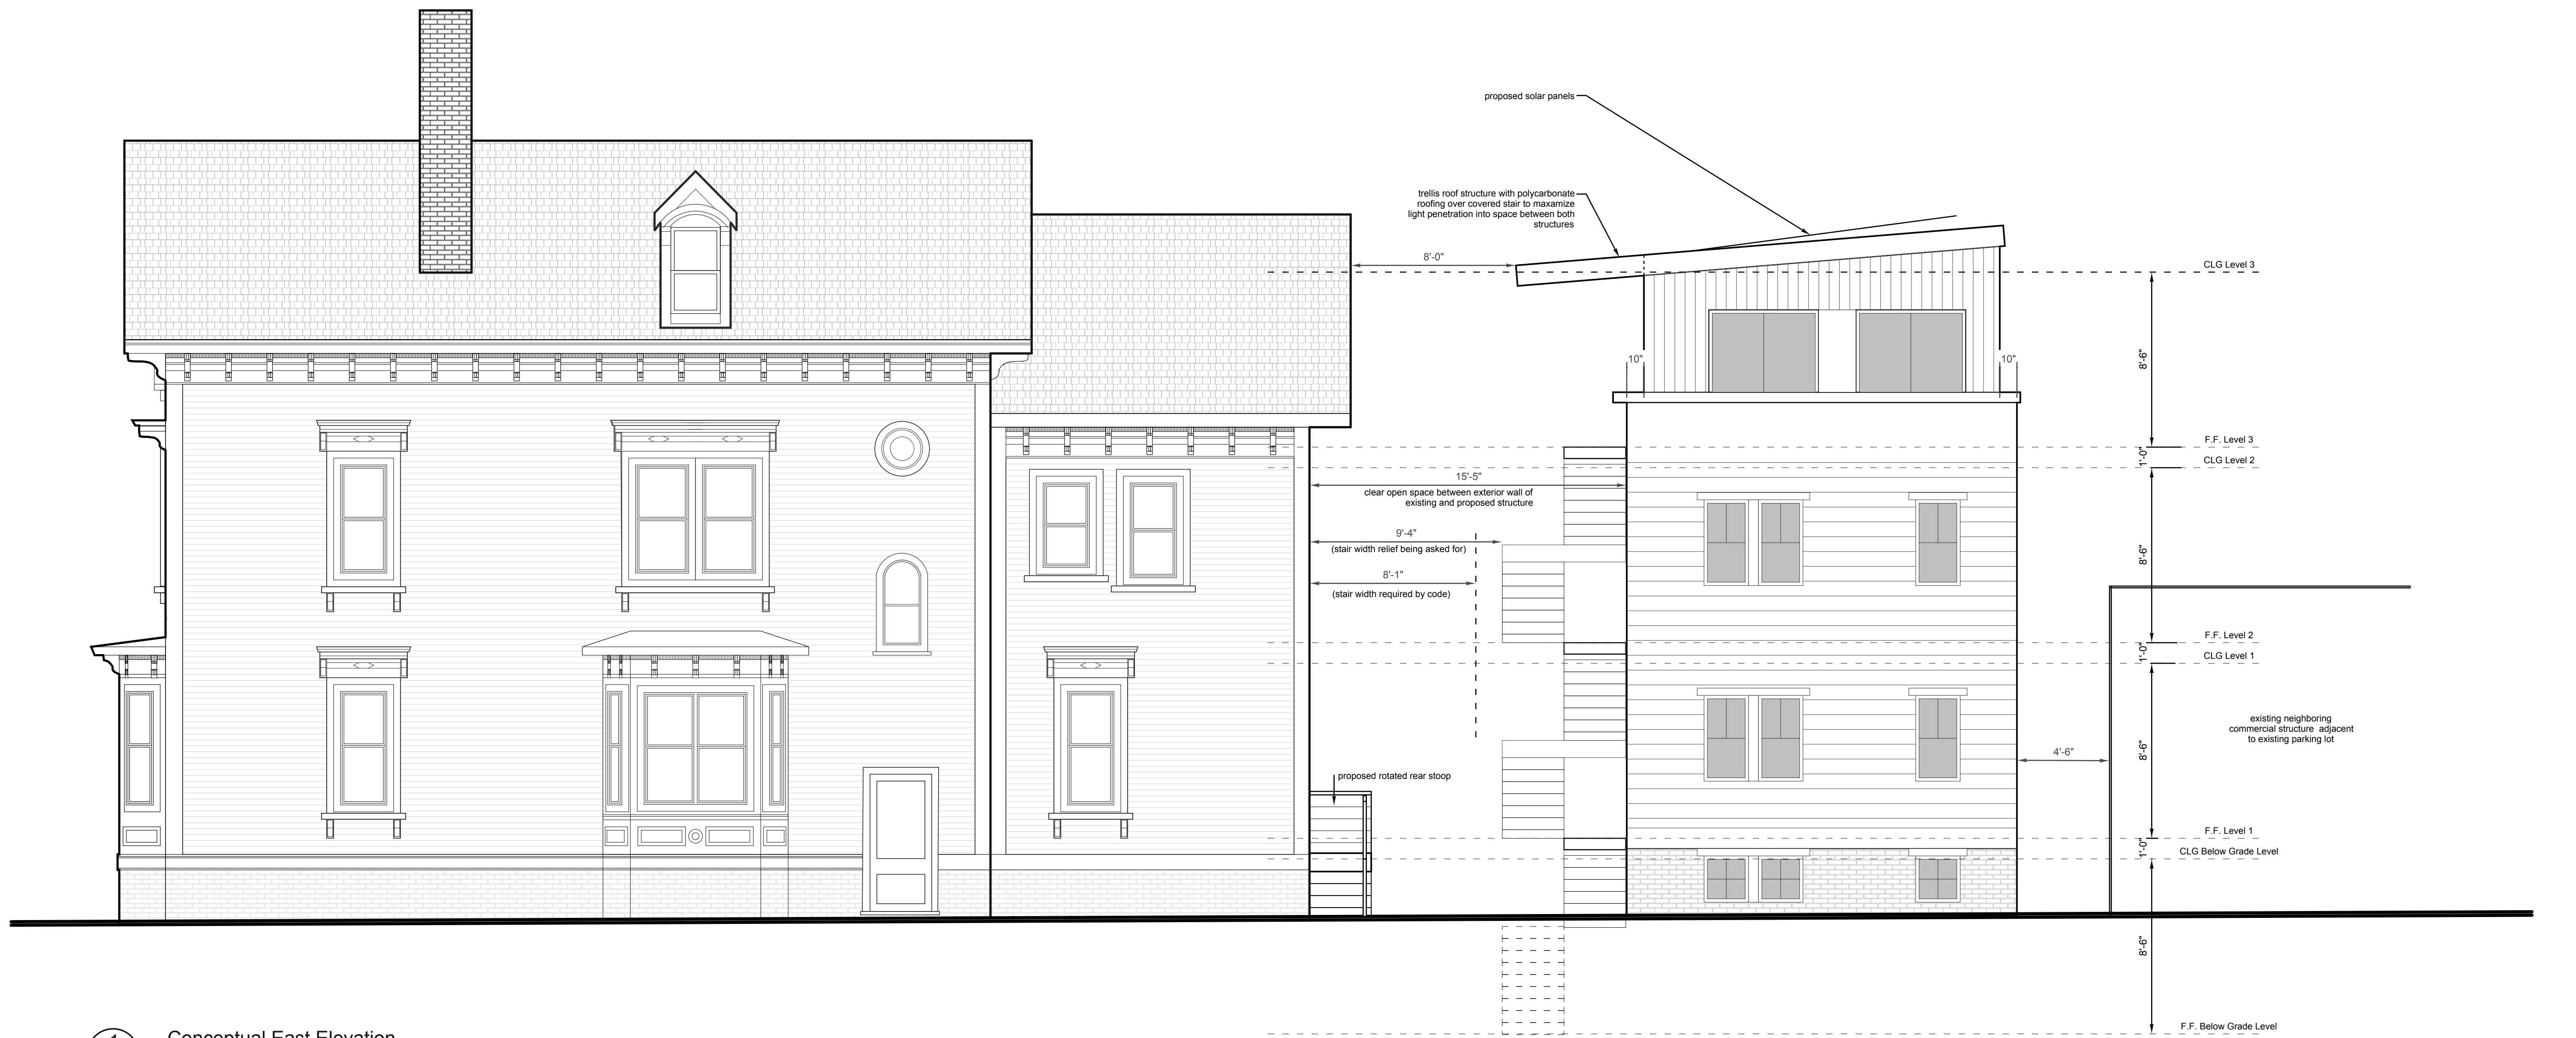 proposed solar panels
trellis roof structure with polycarbonate
roofing over covered stair to maxamize
light penetration into space between both
structures
8'-0"
CLG Level 3
10"
10"
8'-6"
F.F. Level 3
1'-0"
CLG Level 2
15'-5"
clear open space between exterior wall of
existing and proposed structure
9'-4"
(stair width relief being asked for)
8'-6"
8'-1"
(stair width required by code)
F.F. Level 2
1'-0"
CLG Level 1
existing neighboring
commercial structure adjacent
to existing parking lot
4'-6"
8'-6"
proposed rotated rear stoop
F.F. Level 1
1'-0"
CLG Below Grade Level
8'-6"
F.F. Below Grade Level
Conceptual East Elevation